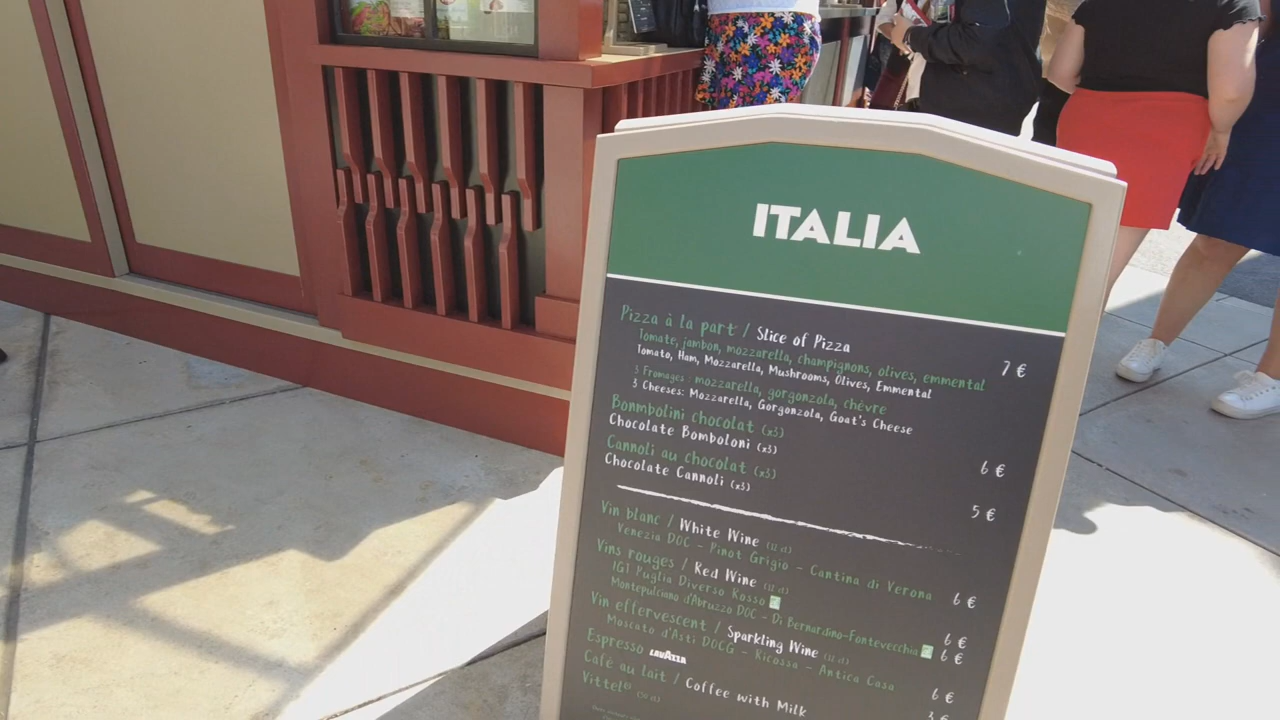 ITALIA
Pizza à la part / Slice of Pizza 7 €
Tomate, jambon, mozzarella, champignons, olives, emmental
Tomato, Ham, Mozzarella, Mushrooms, Olives, Emmental
3 Fromages : mozzarella, gorgonzola, chèvre
3 Cheeses: Mozzarella, Gorgonzola, Goat's Cheese
Bonmbolini chocolat (x3) 6 €
Chocolate Bomboloni (x3)
Cannoli au chocolat (x3) 5 €
Chocolate Cannoli (x3)
Vin blanc / White Wine (12 cl)
Venezia DOC - Pinot Grigio - Cantina di Verona 6 €
Vins rouges / Red Wine (12 cl)
IGT Puglia Diverso Rosso 6 €
Montepulciano d'Abruzzo DOC - Di Bernardino-Fontevecchia 6 €
Vin effervescent / Sparkling Wine (12 cl)
Moscato d'Asti DOCG - Ricossa - Antica Casa 6 €
Espresso LAVAZZA 3 €
Café au lait / Coffee with Milk
Vittel® (50 cl)